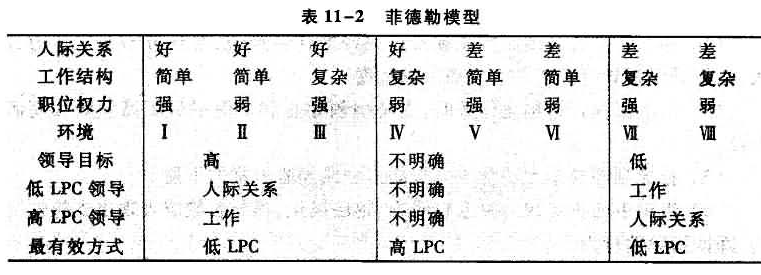 表 11-2 菲德勒模型
人际关系 好 好 好 好 差 差 差 差
工作结构 简单 简单 复杂 复杂 简单 简单 复杂 复杂
职位权力 强 弱 强 弱 强 弱 强 弱
环境 Ⅰ Ⅱ Ⅲ Ⅳ Ⅴ Ⅵ Ⅶ Ⅷ
领导目标 高 不明确 低
低 LPC 领导 人际关系 不明确 工作
高 LPC 领导 工作 不明确 人际关系
最有效方式 低 LPC 高 LPC 低 LPC